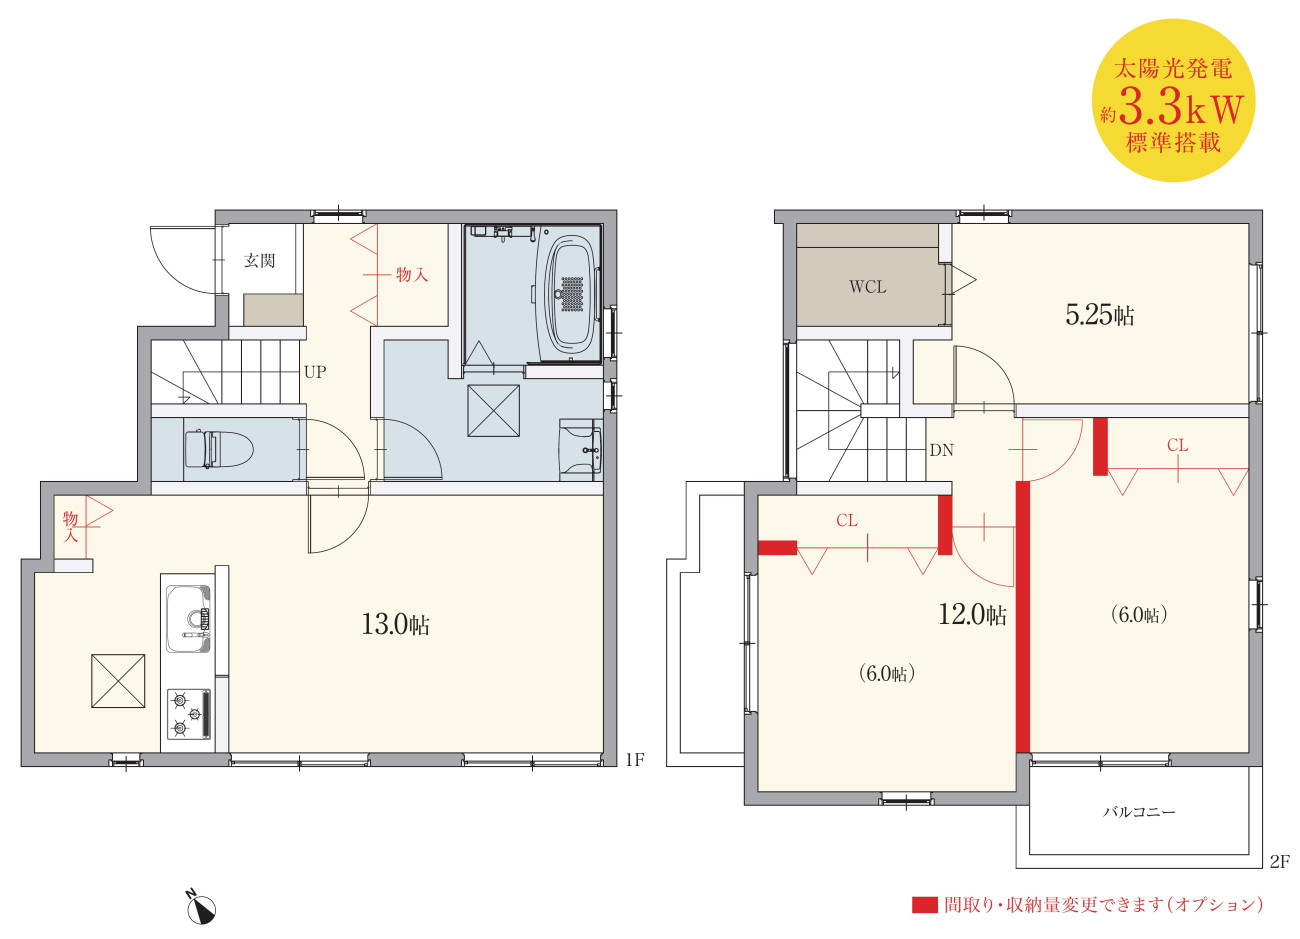 太陽光発電
約3.3kW
標準搭載
玄関
物入
UP
物入
13.0帖
1F
WCL
5.25帖
DN
CL
CL
12.0帖
(6.0帖)
(6.0帖)
バルコニー
2F
N
間取り・収納量変更できます(オプション)